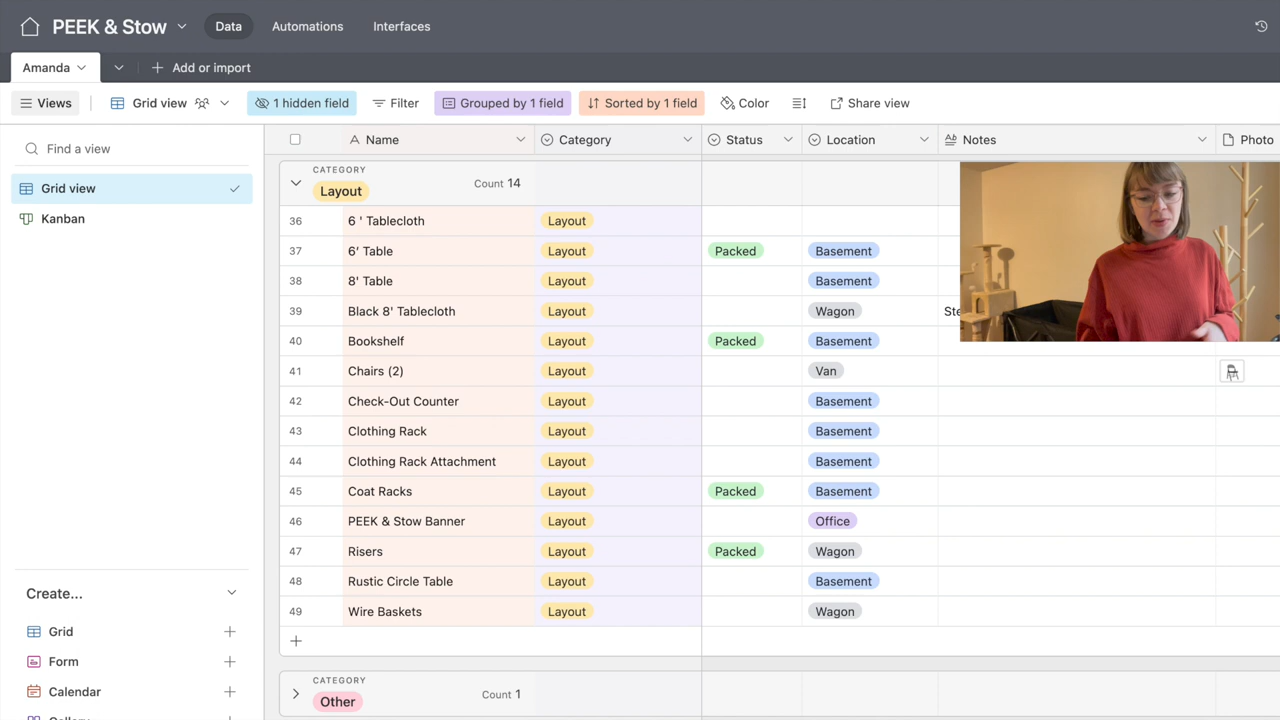 PEEK & Stow Data Automations Interfaces
Amanda Add or import
Views Grid view 1 hidden field Filter Grouped by 1 field Sorted by 1 field Color Share view
Find a view
Grid view
Kanban
Create...
Grid
Form
Calendar
Name Category Status Location Notes Photo
CATEGORY
Layout Count 14
36 6 ' Tablecloth Layout
37 6’ Table Layout Packed Basement
38 8' Table Layout Basement
39 Black 8' Tablecloth Layout Wagon Ste
40 Bookshelf Layout Packed Basement
41 Chairs (2) Layout Van
42 Check-Out Counter Layout Basement
43 Clothing Rack Layout Basement
44 Clothing Rack Attachment Layout Basement
45 Coat Racks Layout Packed Basement
46 PEEK & Stow Banner Layout Office
47 Risers Layout Packed Wagon
48 Rustic Circle Table Layout Basement
49 Wire Baskets Layout Wagon
CATEGORY
Other Count 1